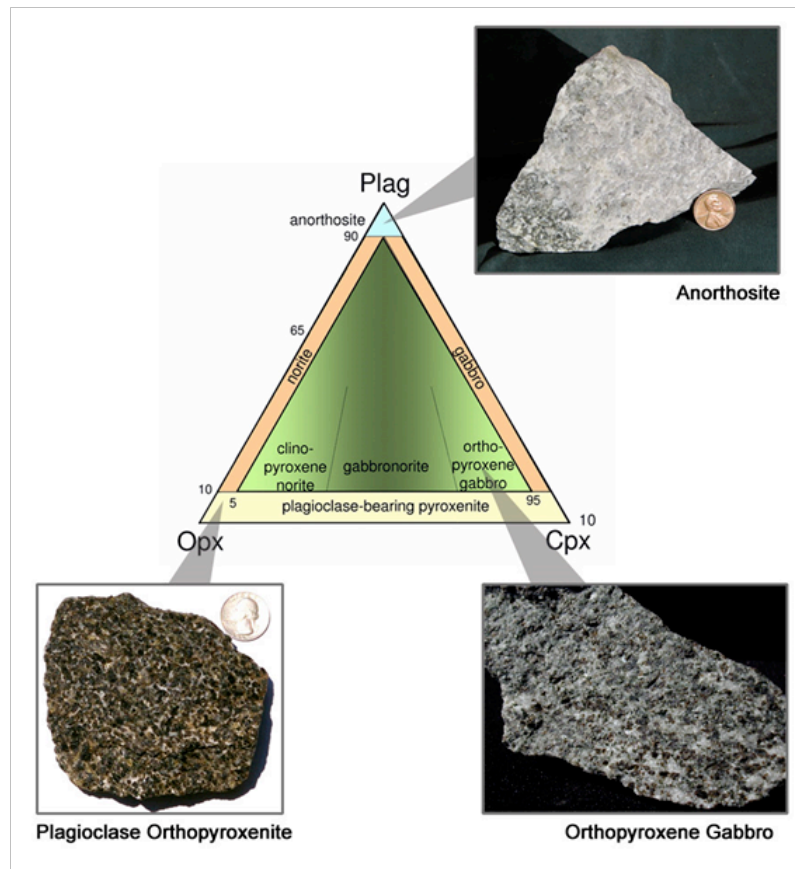 Plag
anorthosite
90
Anorthosite
65
norite
gabbro
clino-
pyroxene
norite
gabbronorite
ortho-
pyroxene
gabbro
10
5
95
plagioclase-bearing pyroxenite
10
Opx
Cpx
Plagioclase Orthopyroxenite
Orthopyroxene Gabbro